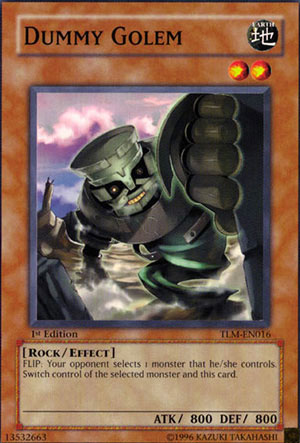 DUMMY GOLEM
EARTH
地
1st Edition
TLM-EN016
[ROCK/EFFECT]
FLIP: Your opponent selects 1 monster that he/she controls.
Switch control of the selected monster and this card.
ATK/ 800 DEF/ 800
13532663
©1996 KAZUKI TAKAHASHI